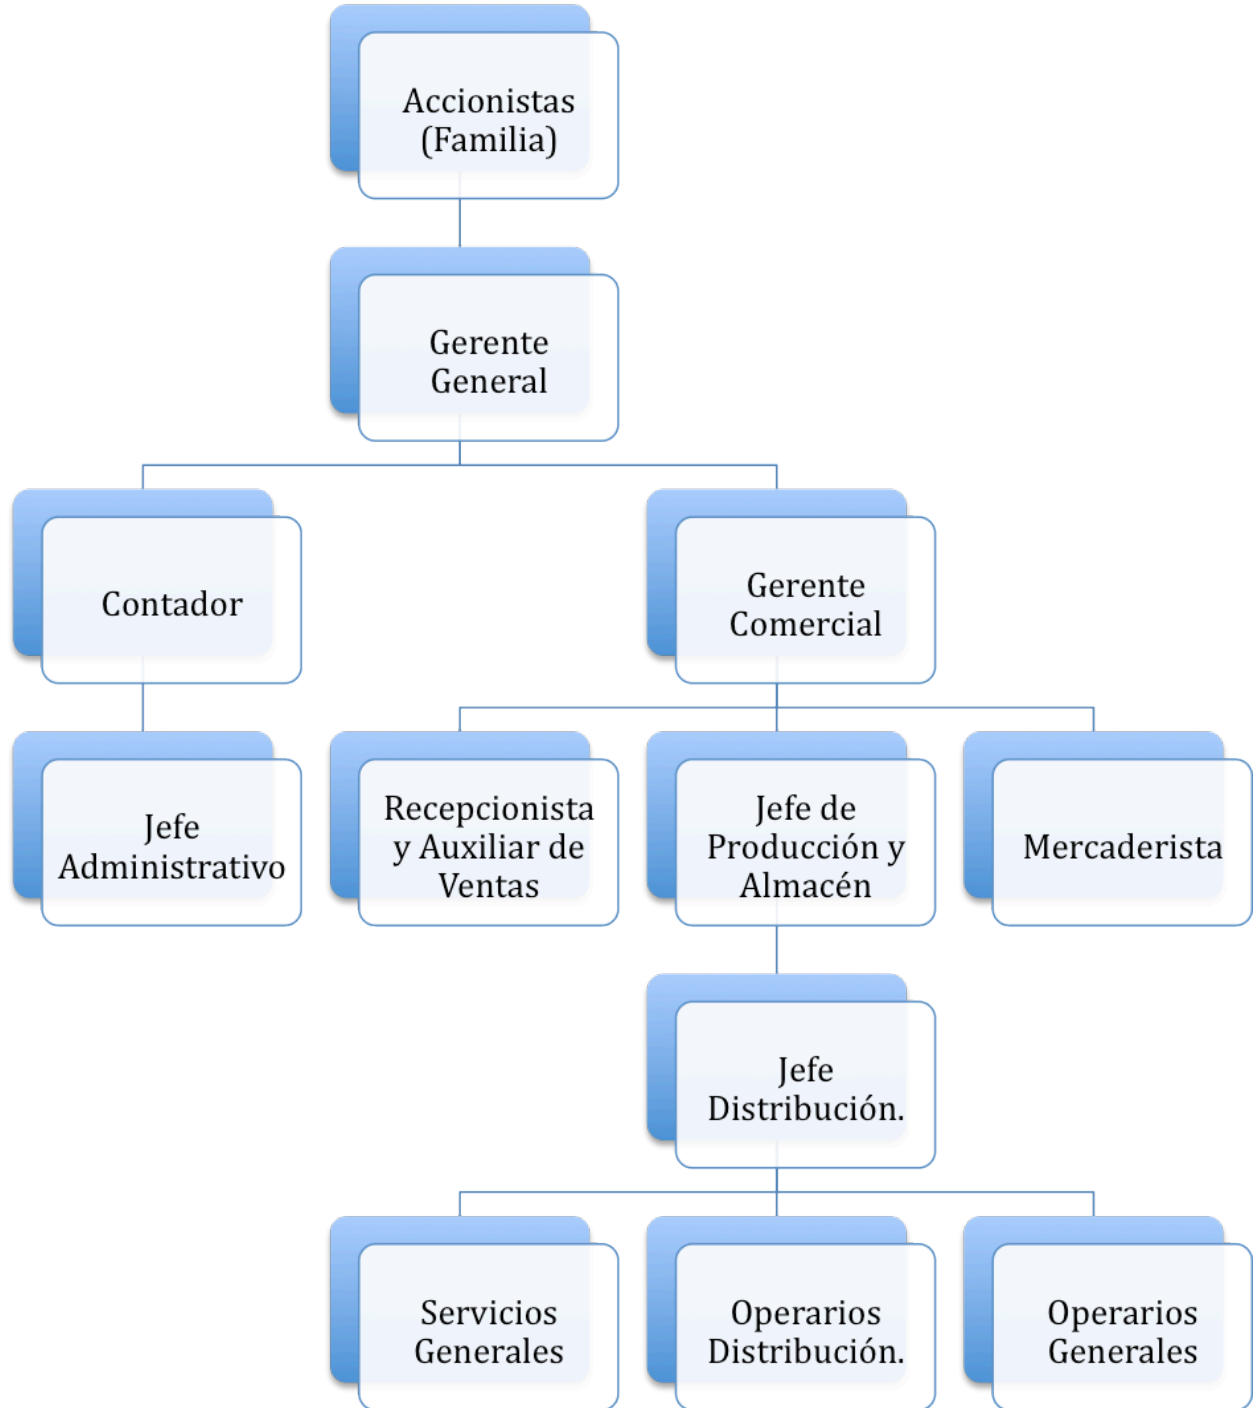 Accionistas
(Familia)
Gerente
General
Contador
Gerente
Comercial
Jefe
Administrativo
Recepcionista
y Auxiliar de
Ventas
Jefe de
Producción y
Almacén
Mercaderista
Jefe
Distribución.
Servicios
Generales
Operarios
Distribución.
Operarios
Generales